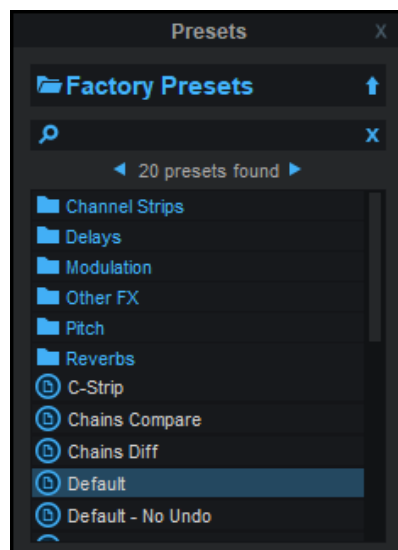 Presets X
Factory Presets
X
20 presets found
Channel Strips
Delays
Modulation
Other FX
Pitch
Reverbs
C-Strip
Chains Compare
Chains Diff
Default
Default - No Undo